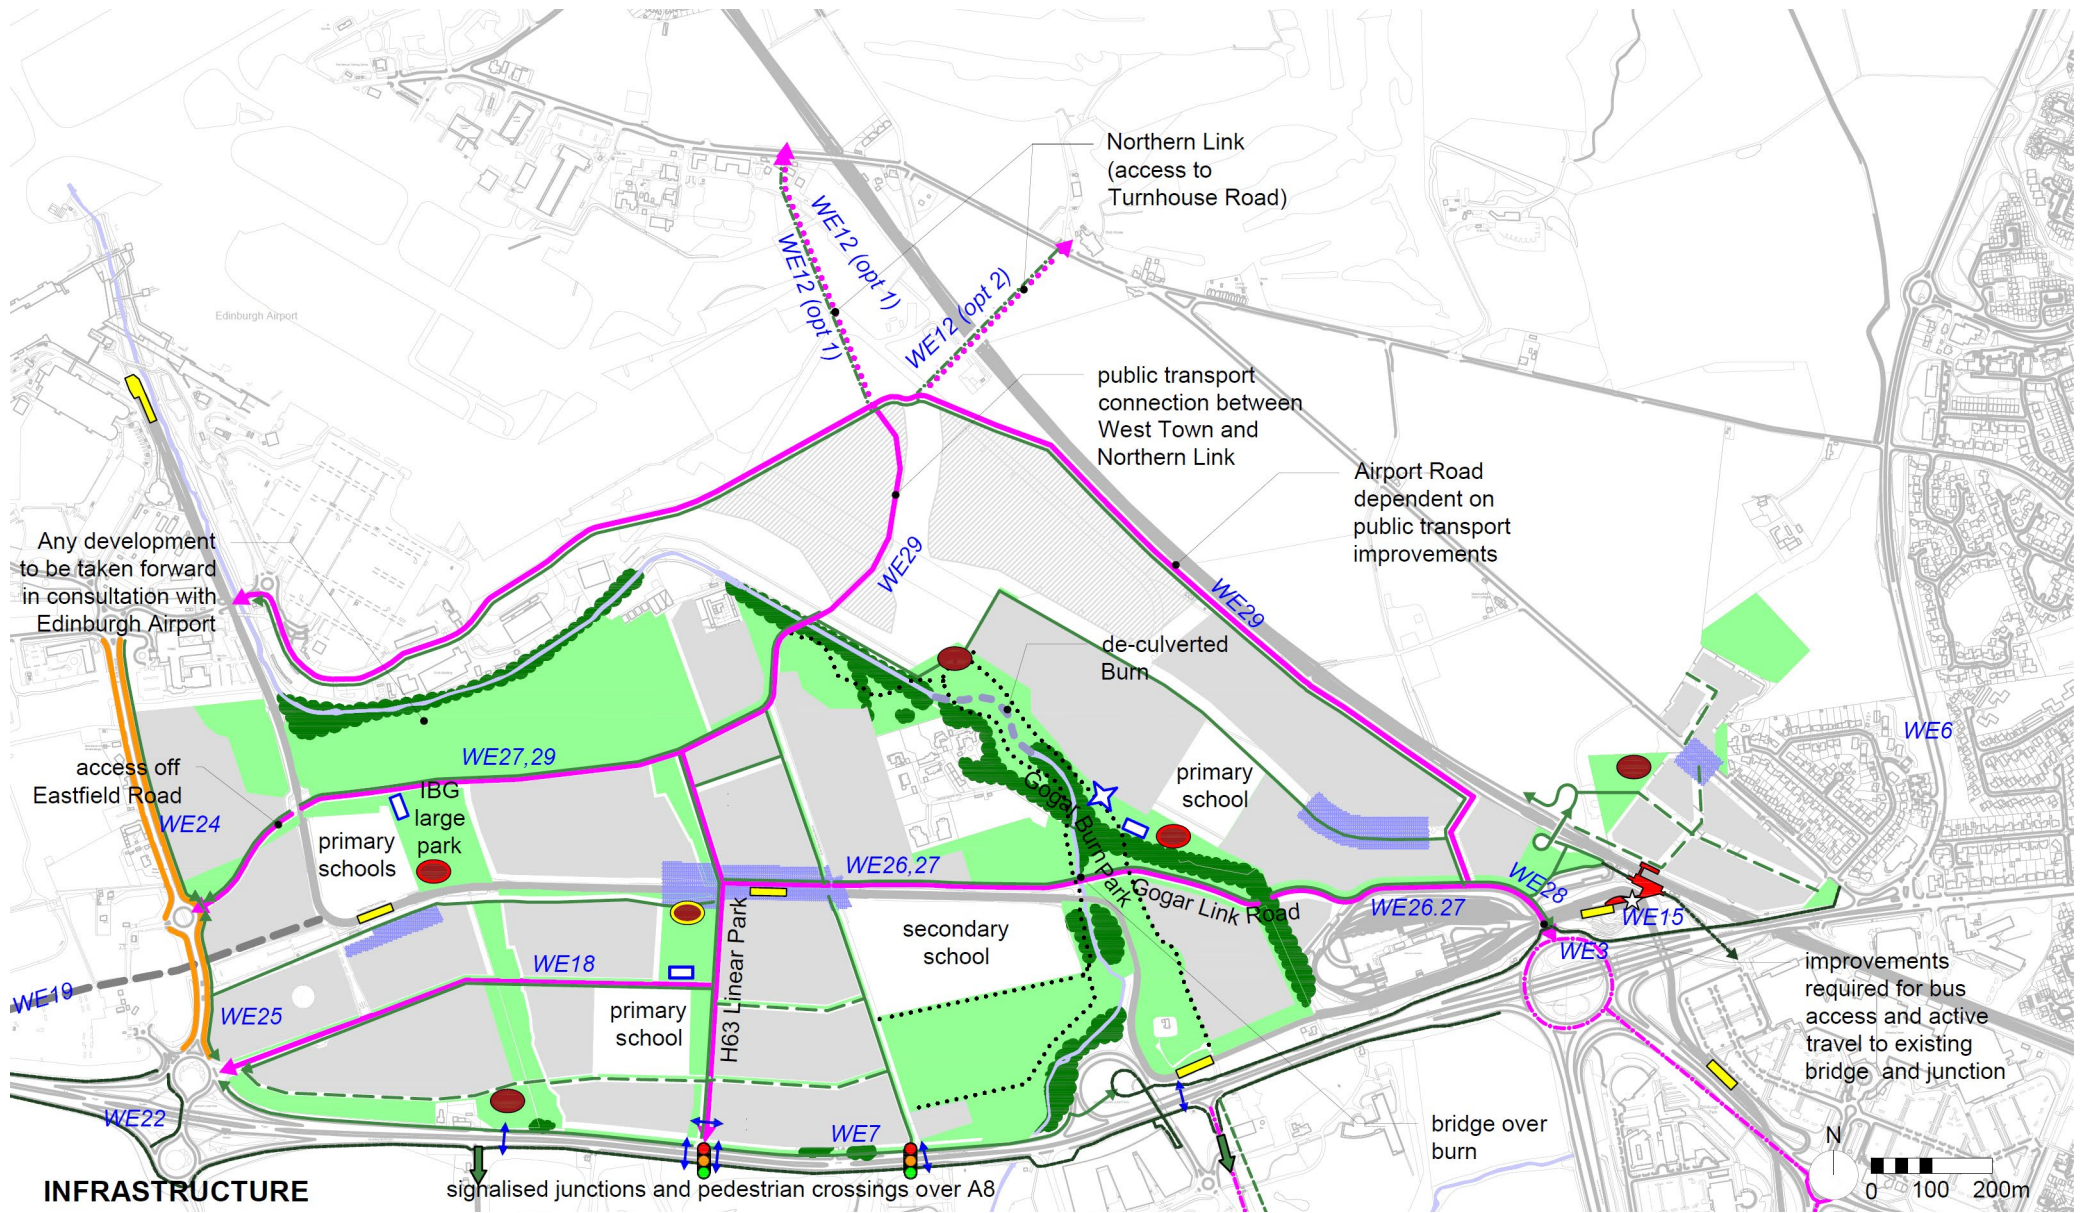 Northern Link
(access to
Turnhouse Road)
WE12 (opt 1)
WE12 (opt 1)
WE12 (opt 2)
Edinburgh Airport
public transport
connection between
West Town and
Northern Link
Airport Road
dependent on
public transport
improvements
Any development
to be taken forward
in consultation with
Edinburgh Airport
WE29
WE29
de-culverted
Burn
WE6
WE27,29
access off
Eastfield Road
IBG
large
park
primary
school
WE24
primary
schools
Gogar Burn Park
WE26,27
WE28
Gogar Link Road
WE26.27
WE15
secondary
school
H63 Linear Park
WE18
WE3
WE19
WE25
primary
school
improvements
required for bus
access and active
travel to existing
bridge and junction
WE22
WE7
bridge over
burn
N
INFRASTRUCTURE
signalised junctions and pedestrian crossings over A8
0 100 200m